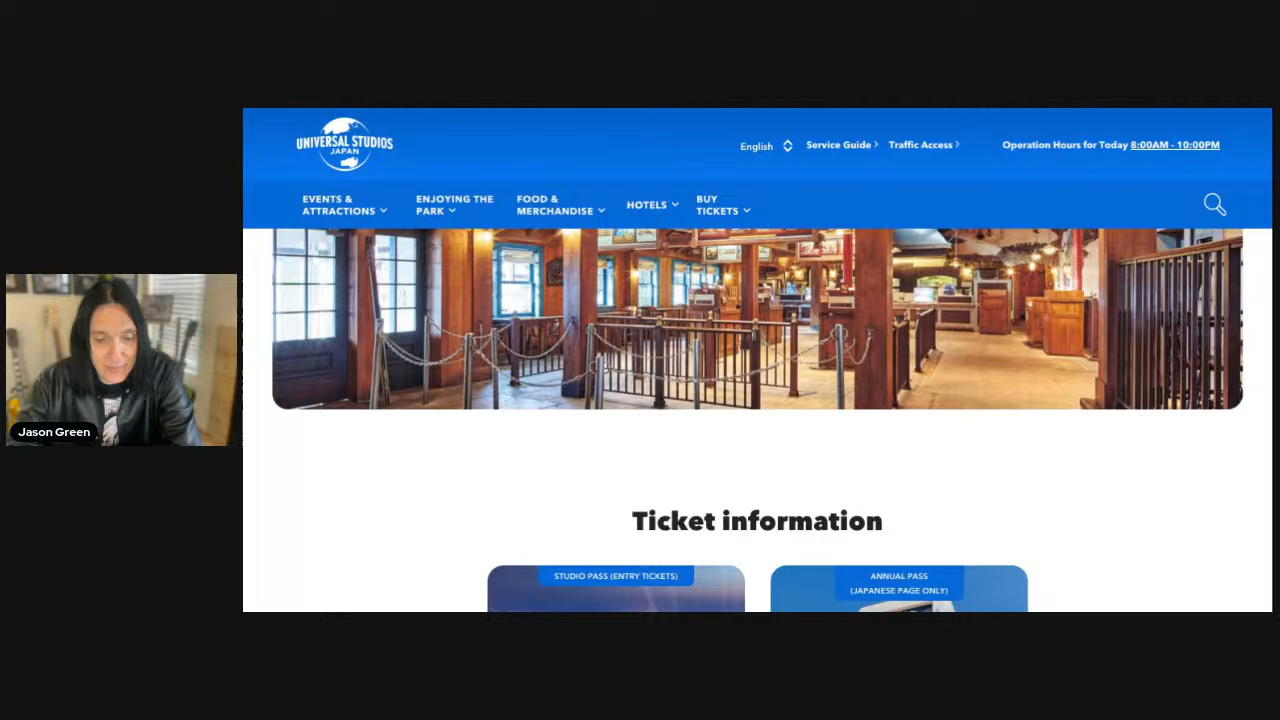 UNIVERSAL STUDIOS
JAPAN
English
Service Guide
Traffic Access
Operation Hours for Today 8:00AM - 10:00PM
EVENTS &
ATTRACTIONS
ENJOYING THE
PARK
FOOD &
MERCHANDISE
HOTELS
BUY
TICKETS
Jason Green
Ticket information
STUDIO PASS (ENTRY TICKETS)
ANNUAL PASS
(JAPANESE PAGE ONLY)